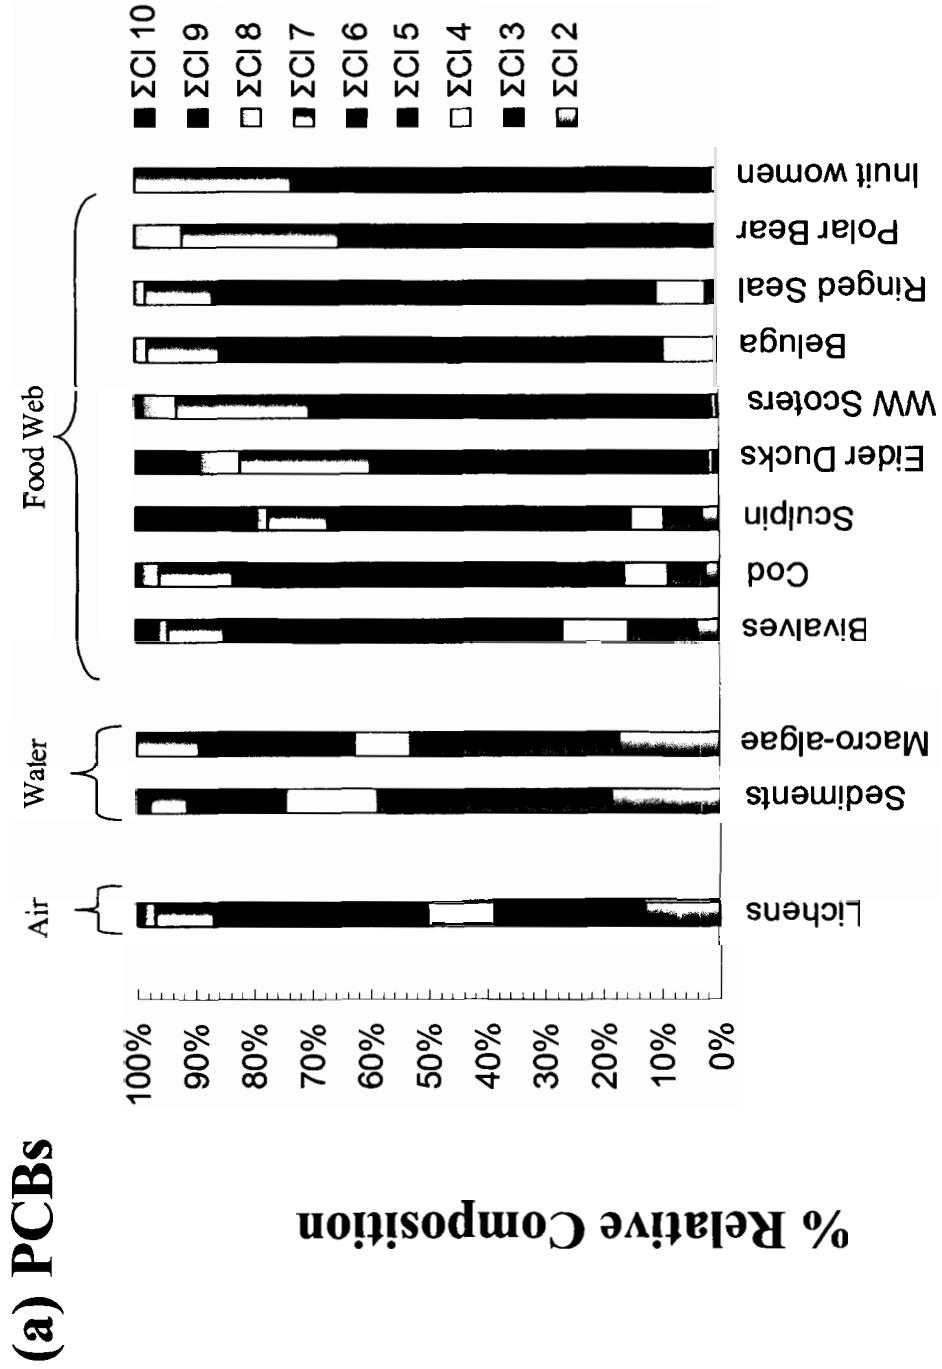 (a) PCBs
% Relative Composition
100%
90%
80%
70%
60%
50%
40%
30%
20%
10%
0%
Air
Water
Food Web
Lichens
Sediments
Macro-algae
Bivalves
Cod
Sculpin
Eider Ducks
WW Scoters
Beluga
Ringed Seal
Polar Bear
Inuit women
ΣCl 10
ΣCl 9
ΣCl 8
ΣCl 7
ΣCl 6
ΣCl 5
ΣCl 4
ΣCl 3
ΣCl 2